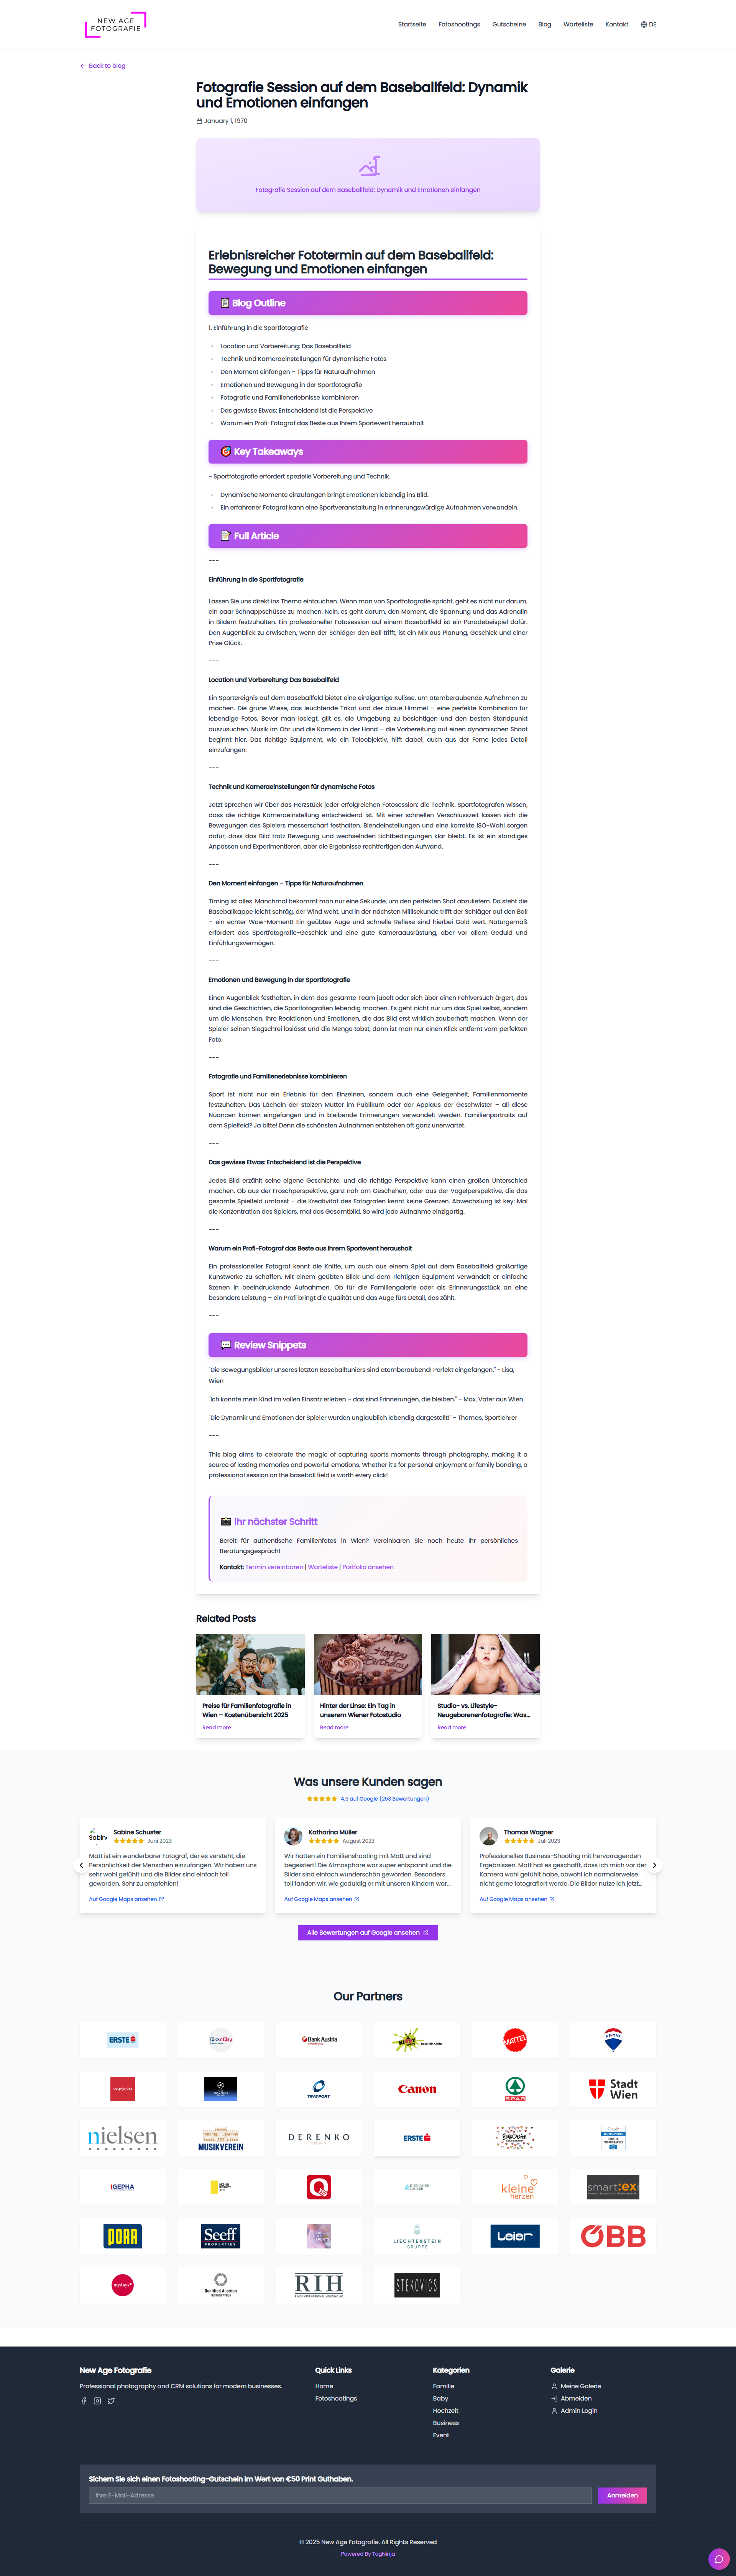 NEW AGE
FOTOGRAFIE
Startseite
Fotoshootings
Gutscheine
Blog
Warteliste
Kontakt
DE
Back to blog
Fotografie Session auf dem Baseballfeld: Dynamik
und Emotionen einfangen
January 1, 1970
Fotografie Session auf dem Baseballfeld: Dynamik und Emotionen einfangen
Erlebnisreicher Fototermin auf dem Baseballfeld:
Bewegung und Emotionen einfangen
Blog Outline
1. Einführung in die Sportfotografie
Location und Vorbereitung: Das Baseballfeld
Technik und Kameraeinstellungen für dynamische Fotos
Den Moment einfangen – Tipps für Naturaufnahmen
Emotionen und Bewegung in der Sportfotografie
Fotografie und Familienerlebnisse kombinieren
Das gewisse Etwas: Entscheidend ist die Perspektive
Warum ein Profi-Fotograf das Beste aus Ihrem Sportevent herausholt
Key Takeaways
- Sportfotografie erfordert spezielle Vorbereitung und Technik.
Dynamische Momente einzufangen bringt Emotionen lebendig ins Bild.
Ein erfahrener Fotograf kann eine Sportveranstaltung in erinnerungswürdige Aufnahmen verwandeln.
Full Article
---
Einführung in die Sportfotografie
Lassen Sie uns direkt ins Thema eintauchen. Wenn man von Sportfotografie spricht, geht es nicht nur darum,
ein paar Schnappschüsse zu machen. Nein, es geht darum, den Moment, die Spannung und das Adrenalin
in Bildern festzuhalten. Ein professioneller Fotosession auf einem Baseballfeld ist ein Paradebeispiel dafür.
Den Augenblick zu erwischen, wenn der Schläger den Ball trifft, ist ein Mix aus Planung, Geschick und einer
Prise Glück.
---
Location und Vorbereitung: Das Baseballfeld
Ein Sportereignis auf dem Baseballfeld bietet eine einzigartige Kulisse, um atemberaubende Aufnahmen zu
machen. Die grüne Wiese, das leuchtende Trikot und der blaue Himmel – eine perfekte Kombination für
lebendige Fotos. Bevor man loslegt, gilt es, die Umgebung zu besichtigen und den besten Standpunkt
auszusuchen. Musik im Ohr und die Kamera in der Hand – die Vorbereitung auf einen dynamischen Shoot
beginnt hier. Das richtige Equipment, wie ein Teleobjektiv, hilft dabei, auch aus der Ferne jedes Detail
einzufangen.
---
Technik und Kameraeinstellungen für dynamische Fotos
Jetzt sprechen wir über das Herzstück jeder erfolgreichen Fotosession: die Technik. Sportfotografen wissen,
dass die richtige Kameraeinstellung entscheidend ist. Mit einer schnellen Verschlusszeit lassen sich die
Bewegungen des Spielers messerscharf festhalten. Blendenstellungen und eine korrekte ISO-Wahl sorgen
dafür, dass das Bild trotz Bewegung und wechselnden Lichtbedingungen klar bleibt. Es ist ein ständiges
Anpassen und Experimentieren, aber die Ergebnisse rechtfertigen den Aufwand.
---
Den Moment einfangen – Tipps für Naturaufnahmen
Timing ist alles. Manchmal bekommt man nur eine Sekunde, um den perfekten Shot abzuliefern. Da steht die
Baseballkappe leicht schräg, der Wind weht, und in der nächsten Millisekunde trifft der Schläger auf den Ball
– ein echter Wow-Moment! Ein geübtes Auge und schnelle Reflexe sind hierbei Gold wert. Naturgemäß
erfordert das Sportfotografie-Geschick und eine gute Kameraausrüstung, aber vor allem Geduld und
Einfühlungsvermögen.
---
Emotionen und Bewegung in der Sportfotografie
Einen Augenblick festhalten, in dem das gesamte Team jubelt oder sich über einen Fehlversuch ärgert, das
sind die Geschichten, die Sportfotografien lebendig machen. Es geht nicht nur um das Spiel selbst, sondern
um die Menschen, ihre Reaktionen und Emotionen, die das Bild erst wirklich zauberhaft machen. Wenn der
Spieler seinen Siegschrei loslässt und die Menge tobst, dann ist man nur einen Klick entfernt vom perfekten
Foto.
---
Fotografie und Familienerlebnisse kombinieren
Sport ist nicht nur ein Erlebnis für den Einzelnen, sondern auch eine Gelegenheit, Familienmomente
festzuhalten. Das Lächeln der stolzen Mutter im Publikum oder der Applaus der Geschwister – all diese
Nuancen können eingefangen und in bleibende Erinnerungen verwandelt werden. Familienportraits auf
dem Spielfeld? Ja bitte! Denn die schönsten Aufnahmen entstehen oft ganz unerwartet.
---
Das gewisse Etwas: Entscheidend ist die Perspektive
Jedes Bild erzählt seine eigene Geschichte, und die richtige Perspektive kann einen großen Unterschied
machen. Ob aus der Froschperspektive, ganz nah am Geschehen, oder aus der Vogelperspektive, die das
gesamte Spielfeld umfasst – die Kreativität des Fotografen kennt keine Grenzen. Abwechslung ist key: Mal
die Konzentration des Spielers, mal das Gesamtbild. So wird jede Aufnahme einzigartig.
---
Warum ein Profi-Fotograf das Beste aus Ihrem Sportevent herausholt
Ein professioneller Fotograf kennt die Kniffe, um auch aus einem Spiel auf dem Baseballfeld großartige
Kunstwerke zu schaffen. Mit einem geübten Blick und dem richtigen Equipment verwandelt er einfache
Szenen in beeindruckende Aufnahmen. Ob für die Familiengalerie oder als Erinnerungsstück an eine
besondere Leistung – ein Profi bringt die Qualität und das Auge fürs Detail, das zählt.
---
Review Snippets
"Die Bewegungsbilder unseres letzten Baseballtuniers sind atemberaubend! Perfekt eingefangen." - Lisa,
Wien
"Ich konnte mein Kind im vollen Einsatz erleben – das sind Erinnerungen, die bleiben." - Max, Vater aus Wien
"Die Dynamik und Emotionen der Spieler wurden unglaublich lebendig dargestellt!" - Thomas, Sportlehrer
---
This blog aims to celebrate the magic of capturing sports moments through photography, making it a
source of lasting memories and powerful emotions. Whether it's for personal enjoyment or family bonding, a
professional session on the baseball field is worth every click!
Ihr nächster Schritt
Bereit für authentische Familienfotos in Wien? Vereinbaren Sie noch heute Ihr persönliches
Beratungsgespräch!
Kontakt: Termin vereinbaren | Warteliste | Portfolio ansehen
Related Posts
Happy
Birthday
Preise für Familienfotografie in
Wien – Kostenübersicht 2025
Read more
Hinter der Linse: Ein Tag in
unserem Wiener Fotostudio
Read more
Studio- vs. Lifestyle-
Neugeborenenfotografie: Was...
Read more
Was unsere Kunden sagen
4.9 auf Google (253 Bewertungen)
Sabine
Sabine Schuster
Juni 2023
Matt ist ein wunderbarer Fotograf, der es versteht, die
Persönlichkeit der Menschen einzufangen. Wir haben uns
sehr wohl gefühlt und die Bilder sind einfach toll
geworden. Sehr zu empfehlen!
Auf Google Maps ansehen
Katharina Müller
August 2023
Wir hatten ein Familienshooting mit Matt und sind
begeistert! Die Atmosphäre war super entspannt und die
Bilder sind einfach wunderschön geworden. Besonders
toll fanden wir, wie geduldig er mit unseren Kindern war...
Auf Google Maps ansehen
Thomas Wagner
Juli 2023
Professionelles Business-Shooting mit hervorragenden
Ergebnissen. Matt hat es geschafft, dass ich mich vor der
Kamera wohl gefühlt habe, obwohl ich normalerweise
nicht gerne fotografiert werde. Die Bilder nutze ich jetzt...
Auf Google Maps ansehen
Alle Bewertungen auf Google ansehen
Our Partners
ERSTE
Pick n Pay
Bank Austria
MATTEL
RE/MAX
TRAYPORT
Canon
SPAR
Stadt
Wien
nielsen
MUSIKVEREIN
DERENKO
ERSTE
GEPHA
kleine
herzen
smart:ex
PORR
Seeff
PROPERTIES
LIECHTENSTEIN
GRUPPE
Leier
ÖBB
mydays
Qualified Austrian
PHOTOGRAPHER
RIH
STEKOVICS
New Age Fotografie
Professional photography and CRM solutions for modern businesses.
Quick Links
Home
Fotoshootings
Kategorien
Familie
Baby
Hochzeit
Business
Event
Galerie
Meine Galerie
Abmelden
Admin Login
Sichern Sie sich einen Fotoshooting-Gutschein im Wert von €50 Print Guthaben.
Ihre E-Mail-Adresse
Anmelden
© 2025 New Age Fotografie. All Rights Reserved
Powered By TogNinja